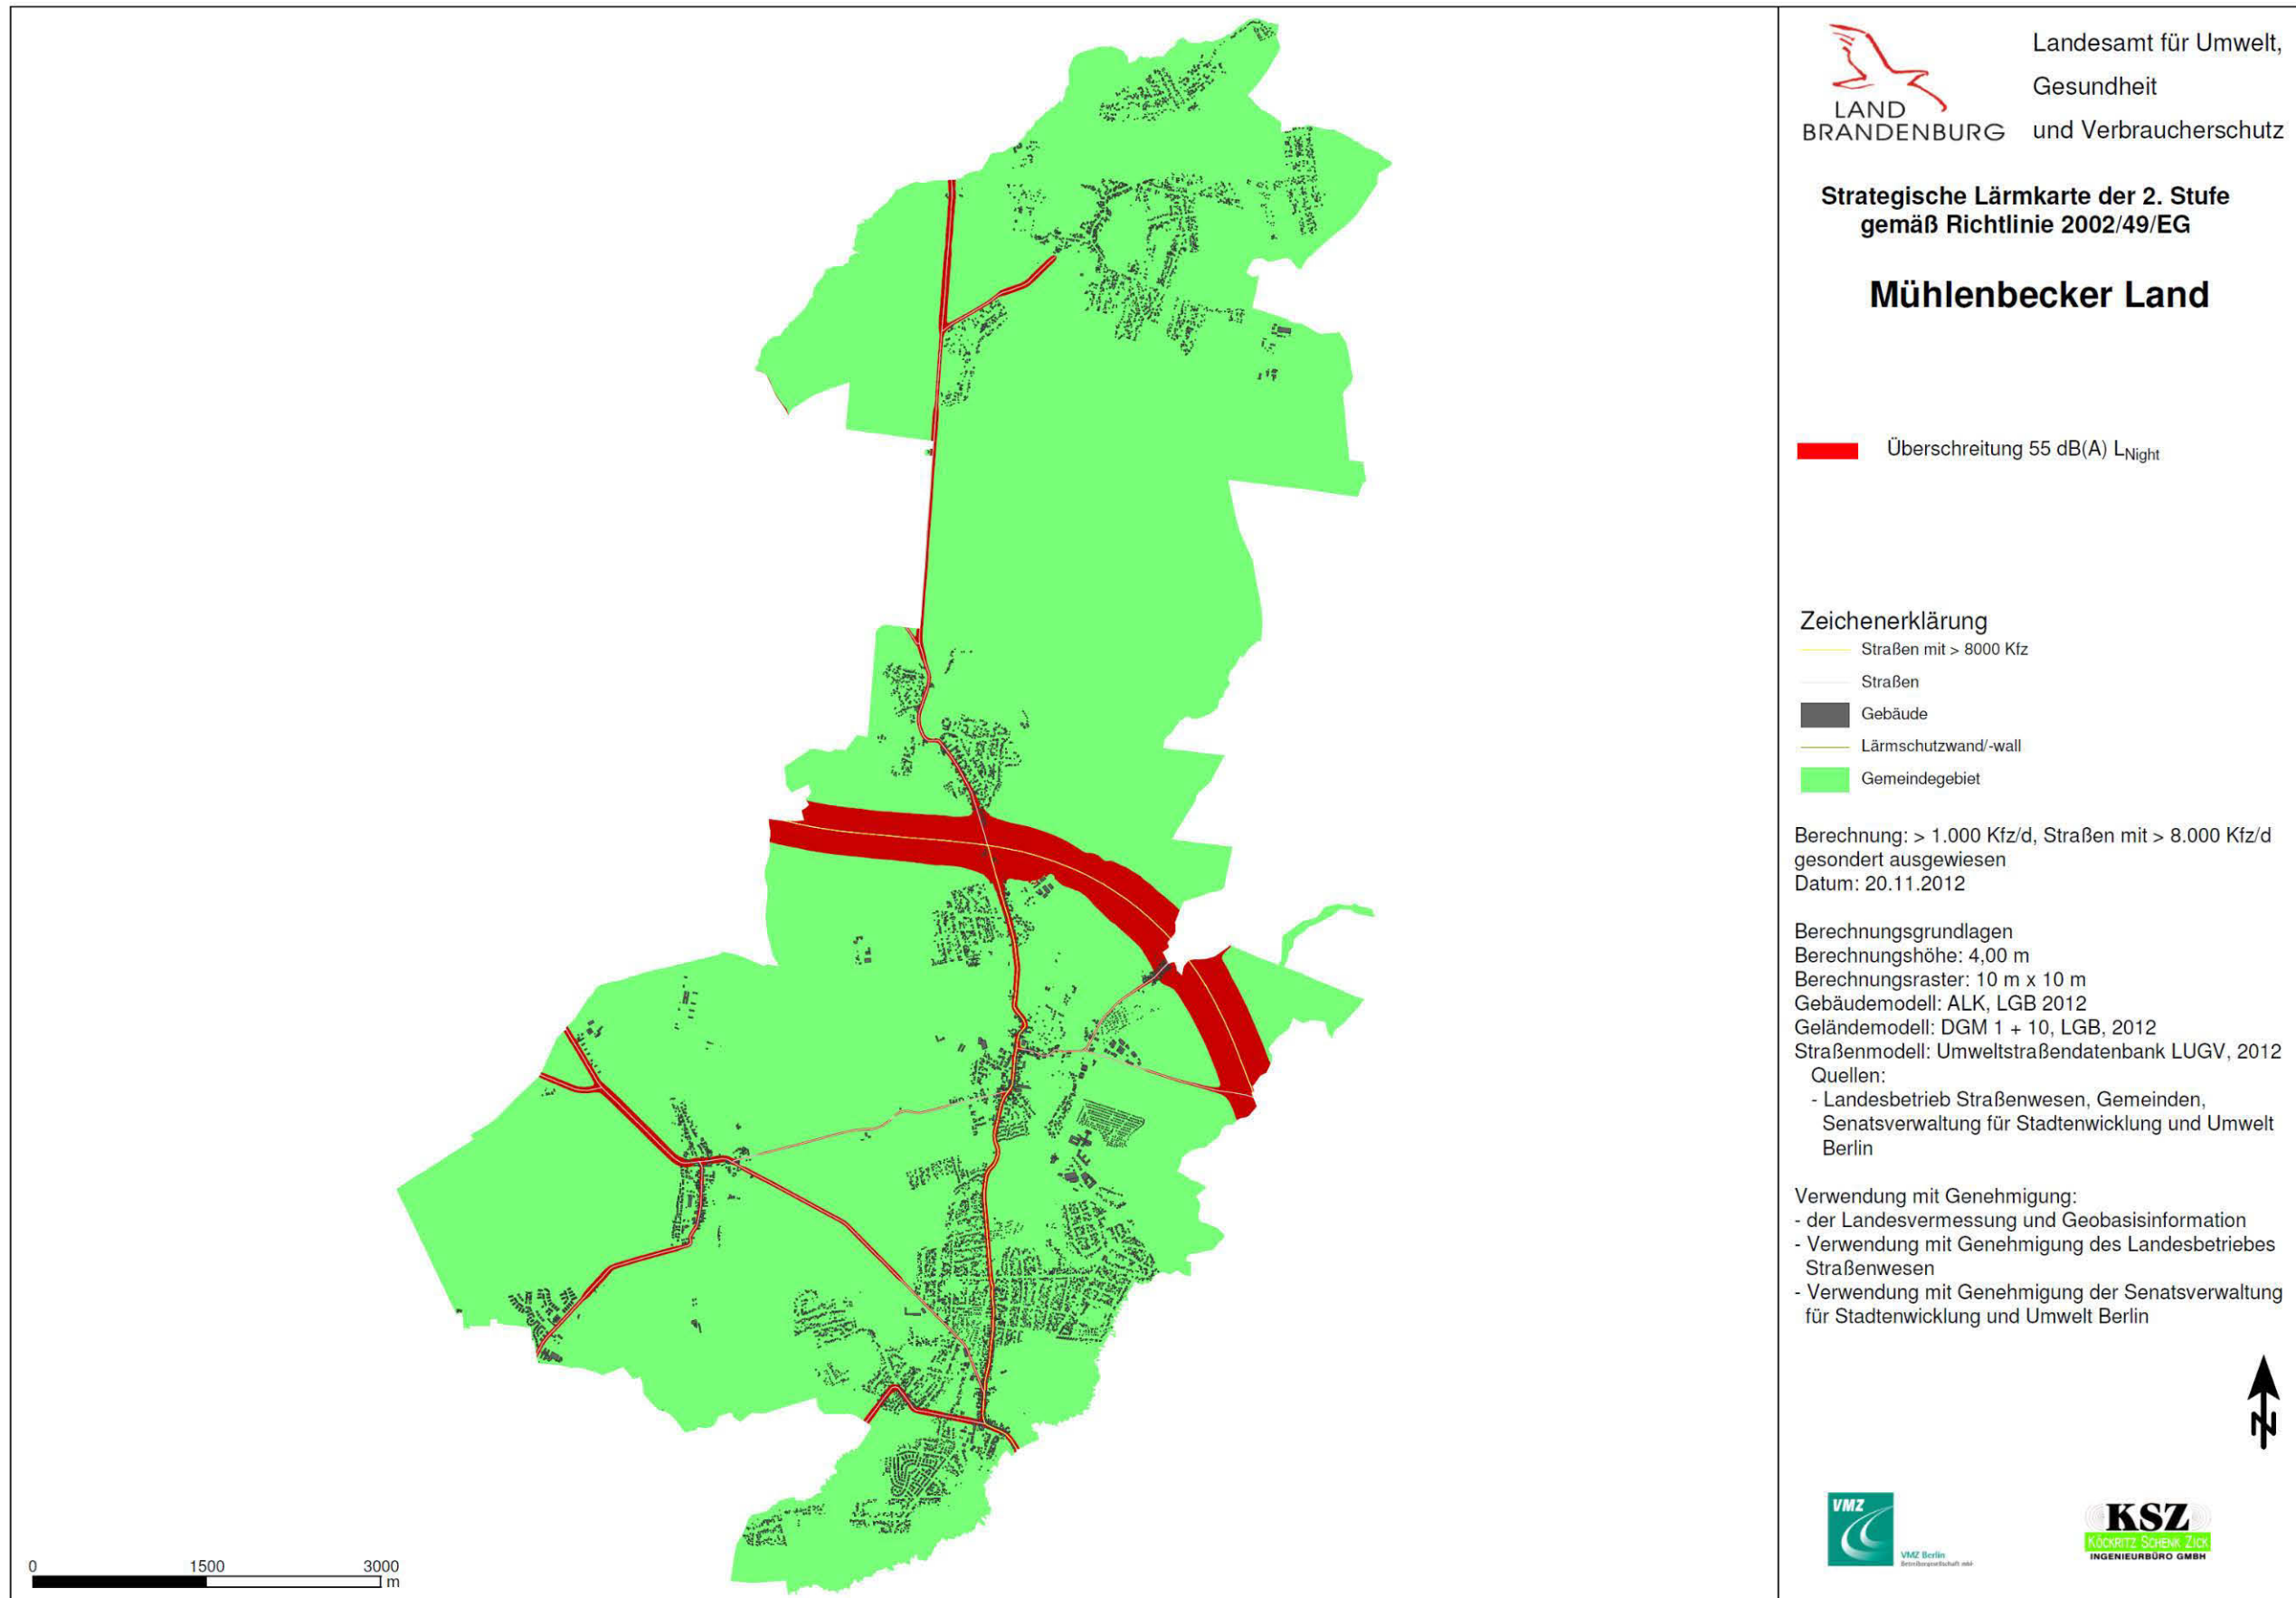 LAND
BRANDENBURG
Landesamt für Umwelt,
Gesundheit
und Verbraucherschutz
Strategische Lärmkarte der 2. Stufe
gemäß Richtlinie 2002/49/EG
Mühlenbecker Land
Überschreitung 55 dB(A) LNight
Zeichenerklärung
Straßen mit > 8000 Kfz
Straßen
Gebäude
Lärmschutzwand/-wall
Gemeindegebiet
Berechnung: > 1.000 Kfz/d, Straßen mit > 8.000 Kfz/d
gesondert ausgewiesen
Datum: 20.11.2012
Berechnungsgrundlagen
Berechnungshöhe: 4,00 m
Berechnungsraster: 10 m x 10 m
Gebäudemodell: ALK, LGB 2012
Geländemodell: DGM 1 + 10, LGB, 2012
Straßenmodell: Umweltstraßendatenbank LUGV, 2012
Quellen:
- Landesbetrieb Straßenwesen, Gemeinden,
Senatsverwaltung für Stadtenwicklung und Umwelt
Berlin
Verwendung mit Genehmigung:
- der Landesvermessung und Geobasisinformation
- Verwendung mit Genehmigung des Landesbetriebes
Straßenwesen
- Verwendung mit Genehmigung der Senatsverwaltung
für Stadtenwicklung und Umwelt Berlin
N
VMZ
VMZ Berlin
KSZ
KÖCKRITZ SCHENK ZICK
INGENIEURBÜRO GMBH
0 1500 3000
m